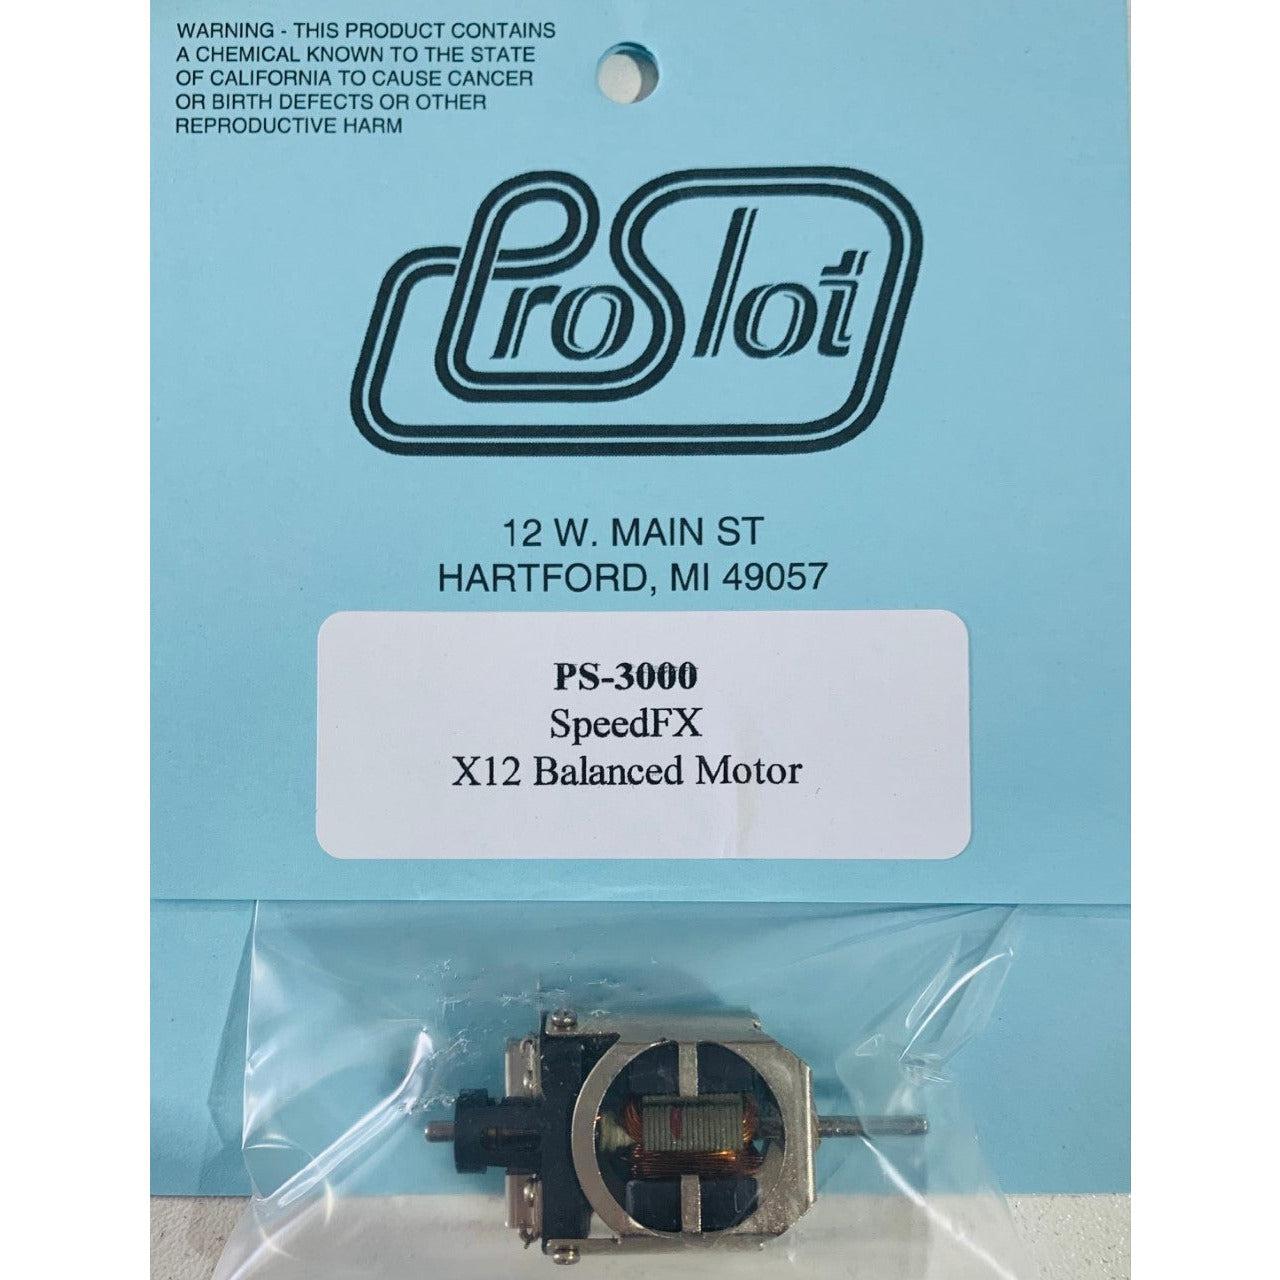 WARNING - THIS PRODUCT CONTAINS
A CHEMICAL KNOWN TO THE STATE
OF CALIFORNIA TO CAUSE CANCER
OR BIRTH DEFECTS OR OTHER
REPRODUCTIVE HARM
ProSlot
12 W. MAIN ST
HARTFORD, MI 49057
PS-3000
SpeedFX
X12 Balanced Motor